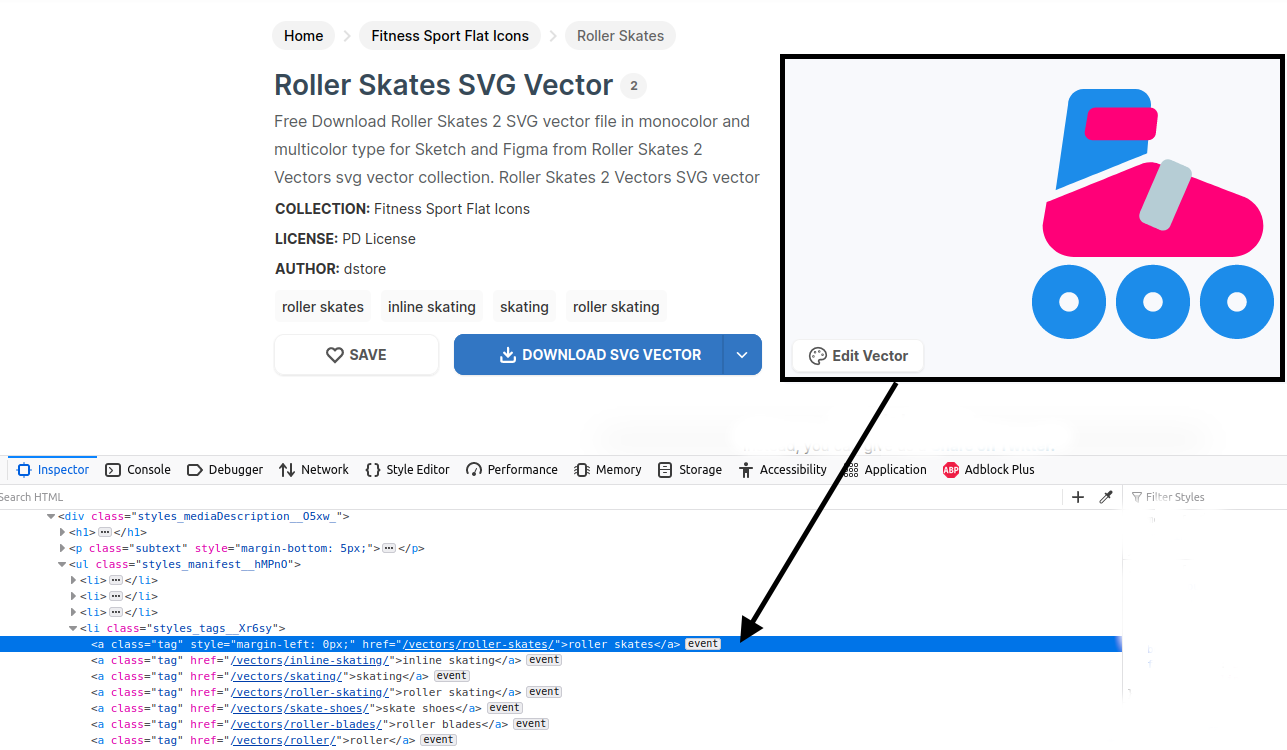 Home Fitness Sport Flat Icons Roller Skates
Roller Skates SVG Vector 2
Free Download Roller Skates 2 SVG vector file in monocolor and
multicolor type for Sketch and Figma from Roller Skates 2
Vectors svg vector collection. Roller Skates 2 Vectors SVG vector
COLLECTION: Fitness Sport Flat Icons
LICENSE: PD License
AUTHOR: dstore
roller skates inline skating skating roller skating
SAVE DOWNLOAD SVG VECTOR
Edit Vector
Inspector Console Debugger Network Style Editor Performance Memory Storage Accessibility Application ABP Adblock Plus
Search HTML
Filter Styles
<div class="styles_mediaDescription__O5xw_">
<h1>···</h1>
<p class="subtext" style="margin-bottom: 5px;">···</p>
<ul class="styles_manifest__hMPnO">
<li>···</li>
<li>···</li>
<li>···</li>
<li class="styles_tags__Xr6sy">
<a class="tag" style="margin-left: 0px;" href="/vectors/roller-skates/">roller skates</a> event
<a class="tag" href="/vectors/inline-skating/">inline skating</a> event
<a class="tag" href="/vectors/skating/">skating</a> event
<a class="tag" href="/vectors/roller-skating/">roller skating</a> event
<a class="tag" href="/vectors/skate-shoes/">skate shoes</a> event
<a class="tag" href="/vectors/roller-blades/">roller blades</a> event
<a class="tag" href="/vectors/roller/">roller</a> event